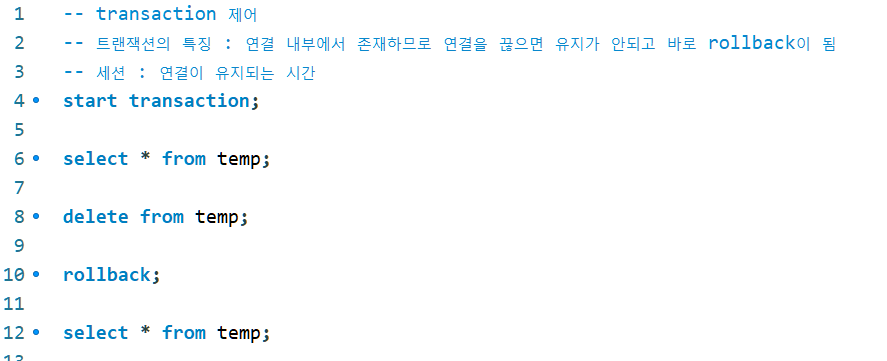 1 -- transaction 제어
2 -- 트랜잭션의 특징 : 연결 내부에서 존재하므로 연결을 끊으면 유지가 안되고 바로 rollback이 됨
3 -- 세션 : 연결이 유지되는 시간
4 start transaction;
5
6 select * from temp;
7
8 delete from temp;
9
10 rollback;
11
12 select * from temp;
13